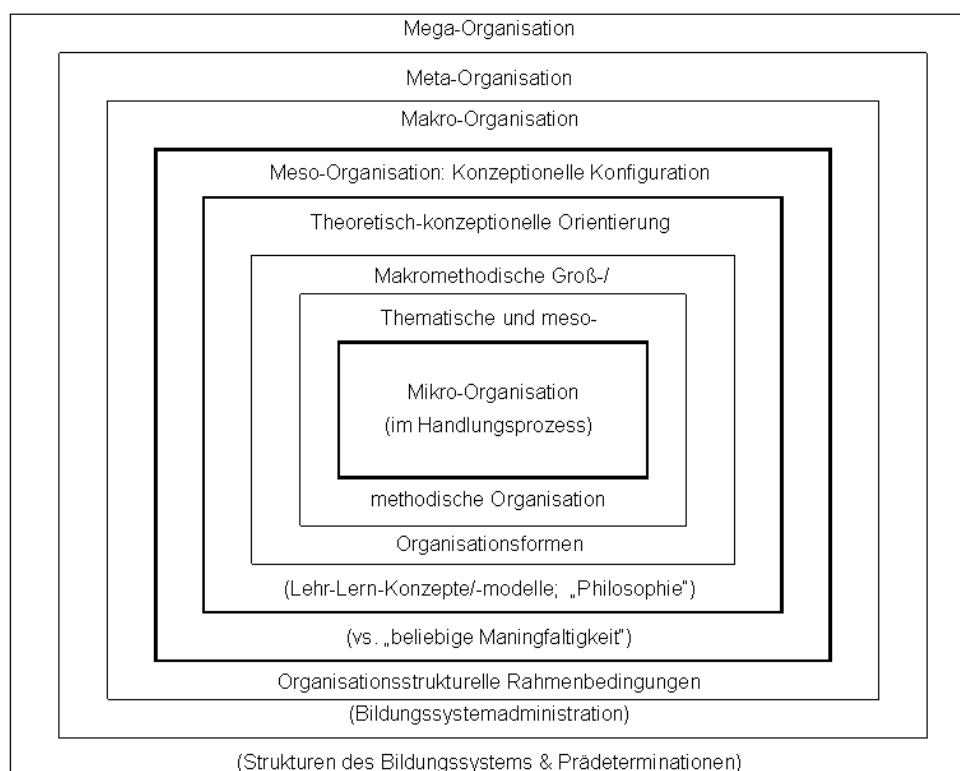 Mega-Organisation
Meta-Organisation
Makro-Organisation
Meso-Organisation: Konzeptionelle Konfiguration
Theoretisch-konzeptionelle Orientierung
Makromethodische Groß-/
Thematische und meso-
Mikro-Organisation
(im Handlungsprozess)
methodische Organisation
Organisationsformen
(Lehr-Lern-Konzepte/-modelle; „Philosophie“)
(vs. „beliebige Maningfaltigkeit“)
Organisationsstrukturelle Rahmenbedingungen
(Bildungssystemadministration)
(Strukturen des Bildungssystems & Prädeterminationen)